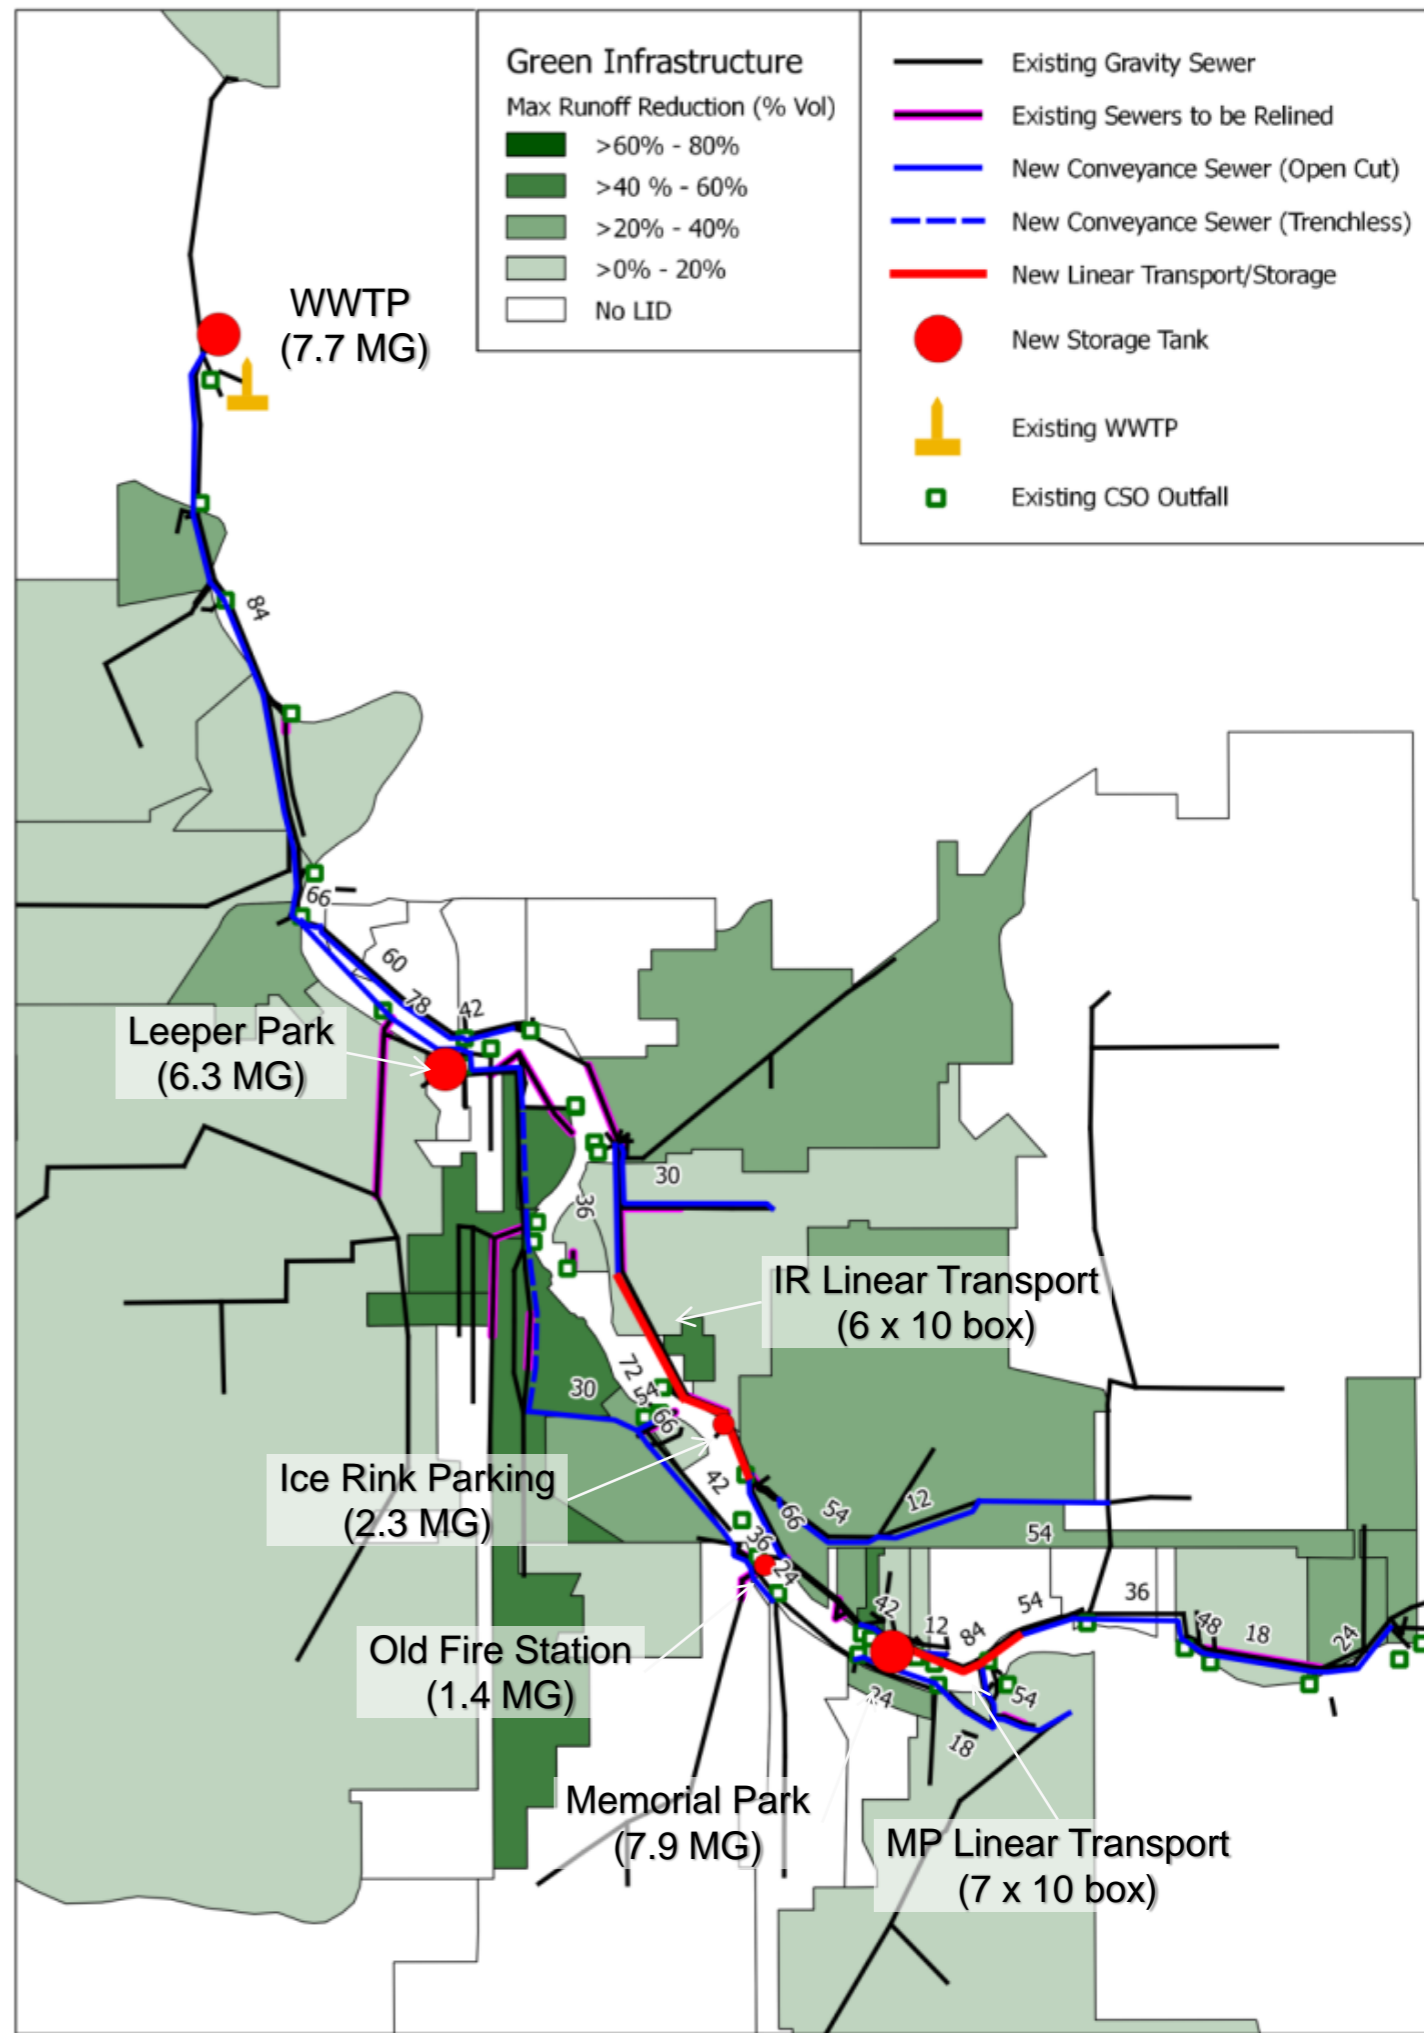 Green Infrastructure
Max Runoff Reduction (% Vol)
>60% - 80%
>40 % - 60%
>20% - 40%
>0% - 20%
No LID
Existing Gravity Sewer
Existing Sewers to be Relined
New Conveyance Sewer (Open Cut)
New Conveyance Sewer (Trenchless)
New Linear Transport/Storage
New Storage Tank
Existing WWTP
Existing CSO Outfall
WWTP
(7.7 MG)
84
66
60
78
42
Leeper Park
(6.3 MG)
30
36
IR Linear Transport
(6 x 10 box)
72
54
30
66
Ice Rink Parking
(2.3 MG)
42
66
54
12
54
36
24
Old Fire Station
(1.4 MG)
42
12
84
54
36
48
18
24
24
54
18
Memorial Park
(7.9 MG)
MP Linear Transport
(7 x 10 box)